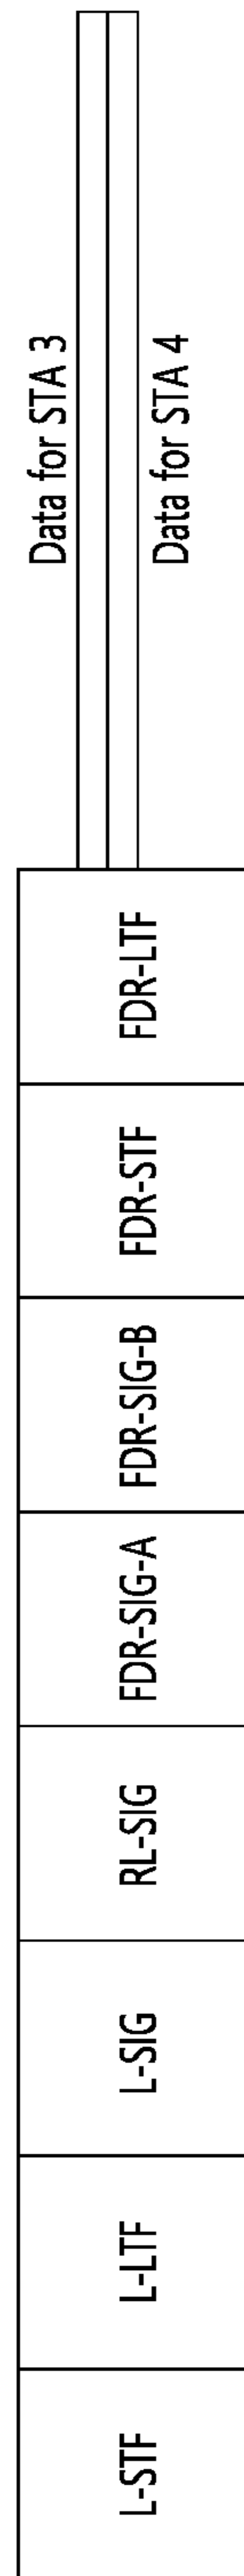 L-STF
L-LTF
L-SIG
RL-SIG
FDR-SIG-A
FDR-SIG-B
FDR-STF
FDR-LTF
Data for STA 3
Data for STA 4